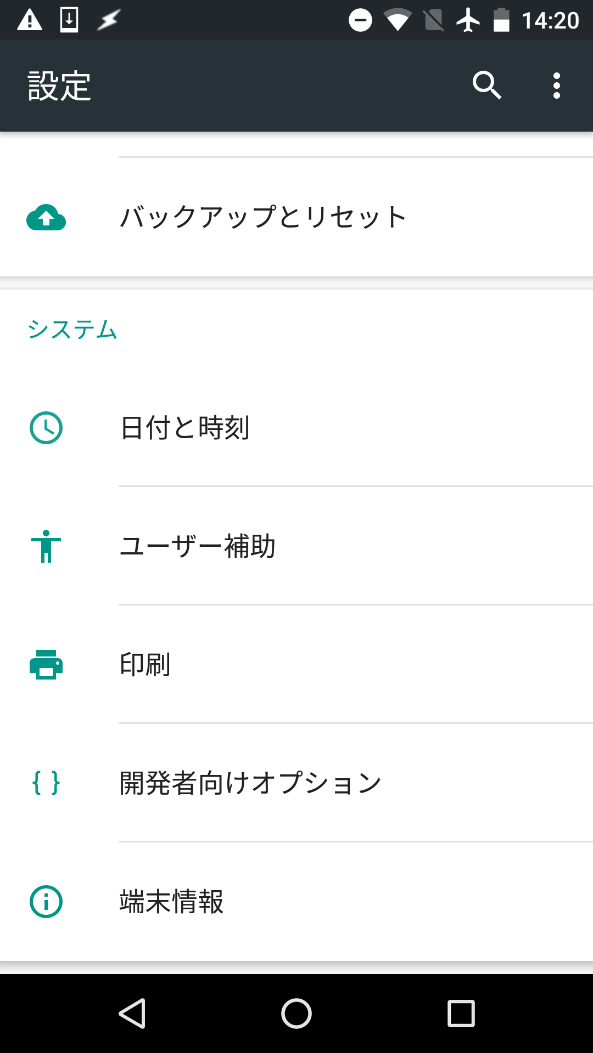 14:20
設定
バックアップとリセット
システム
日付と時刻
ユーザー補助
印刷
{ }
開発者向けオプション
端末情報